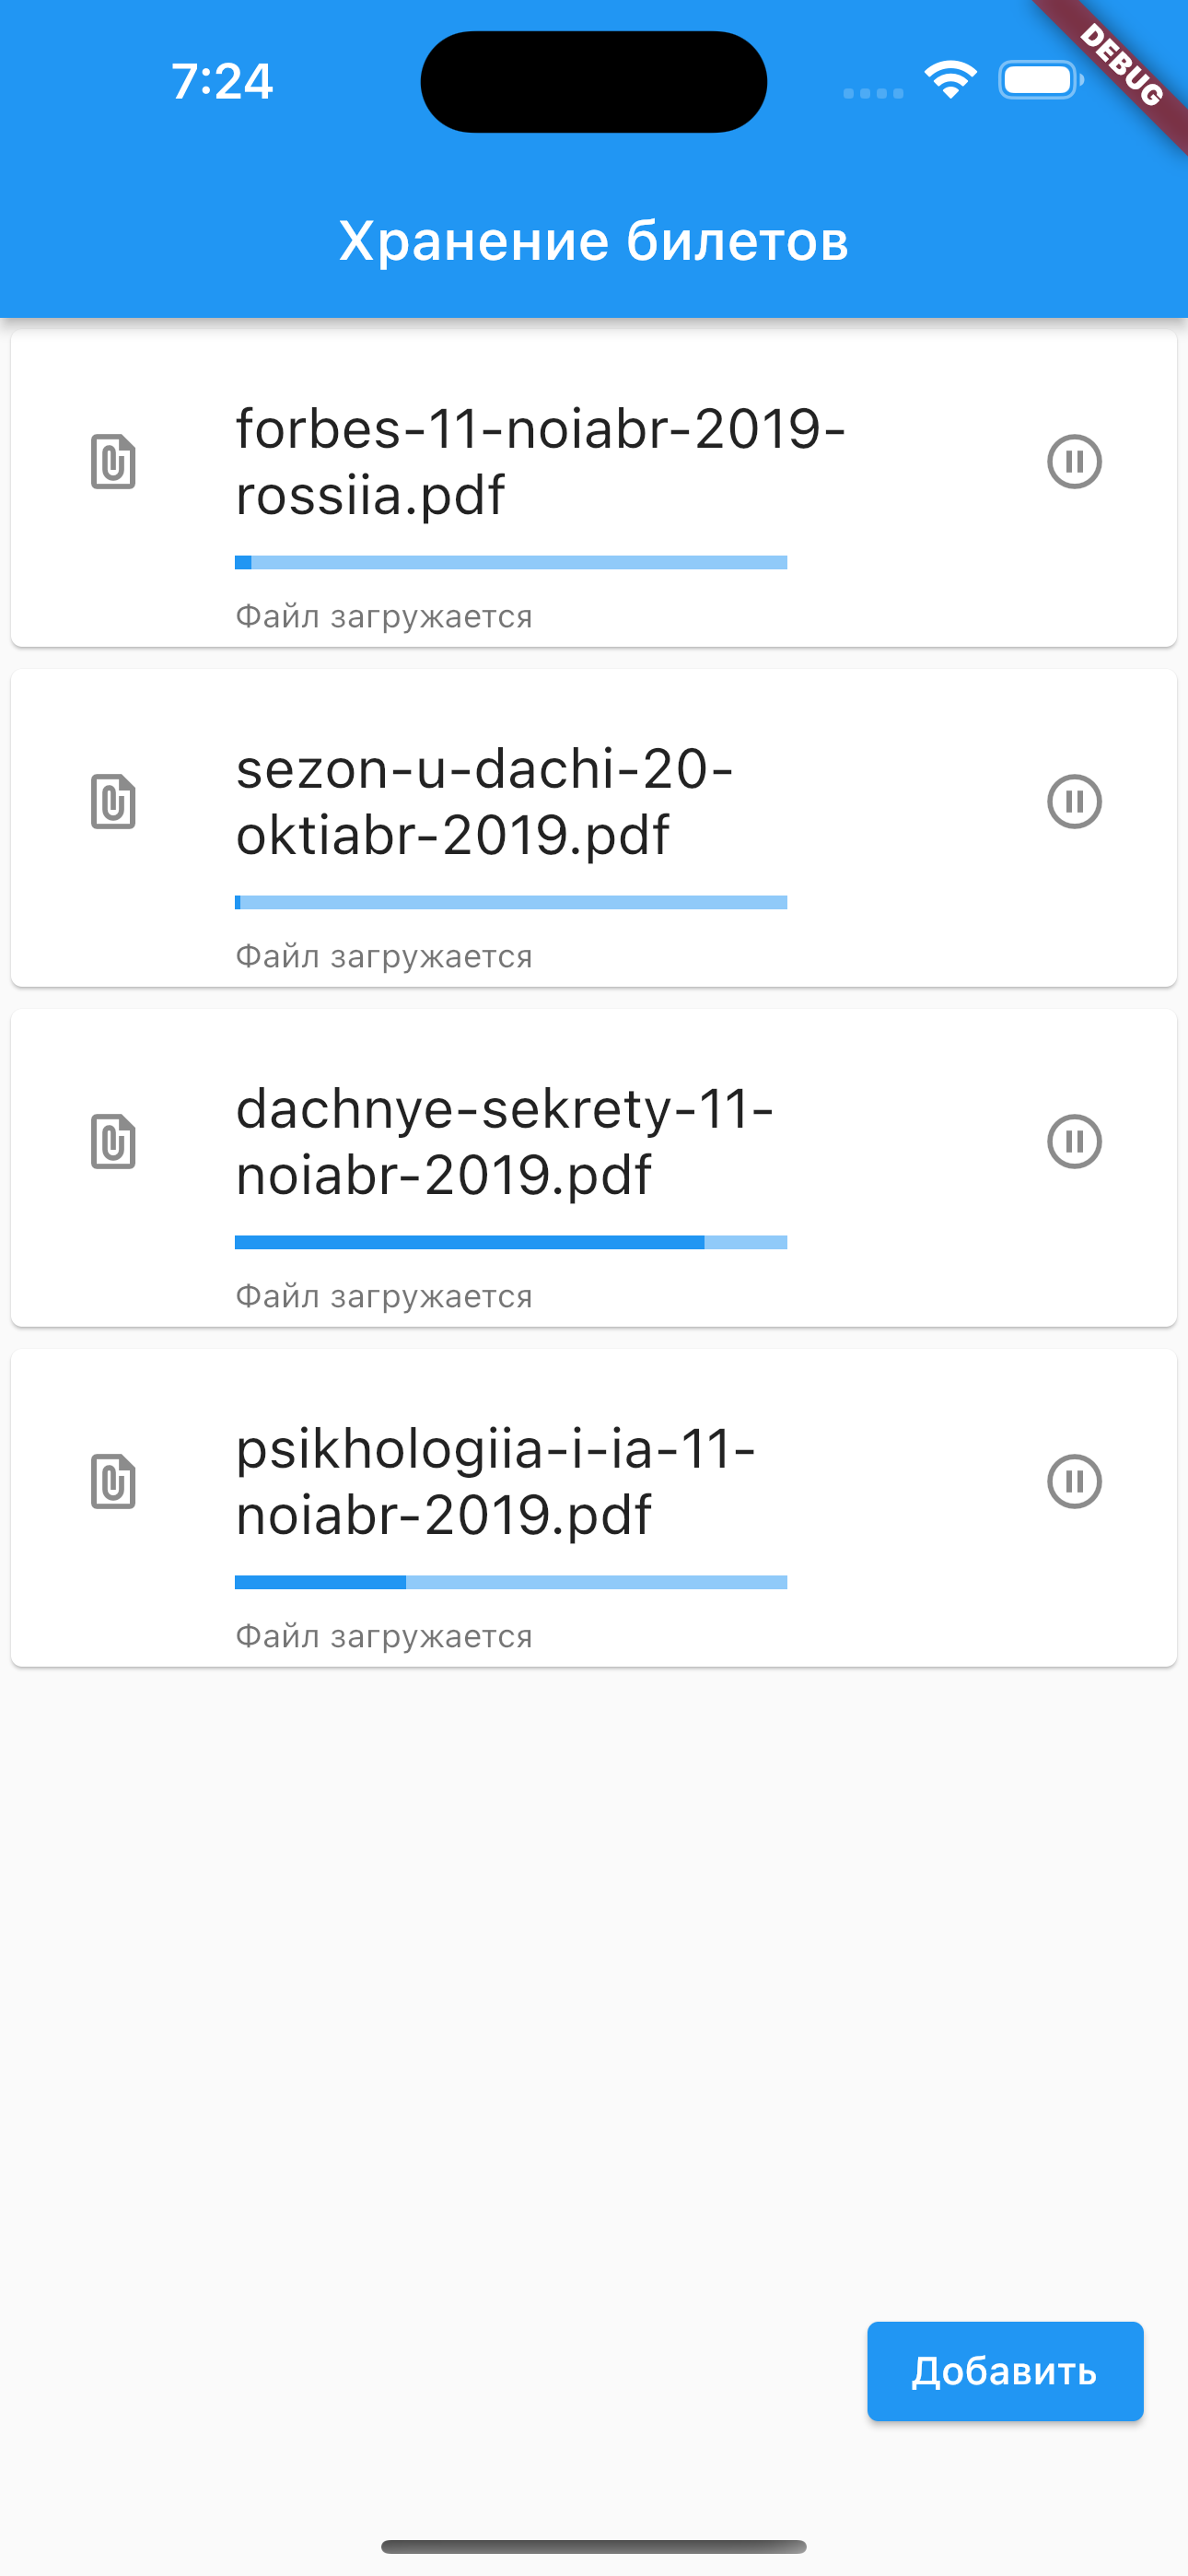 7:24
DEBUG
Хранение билетов
forbes-11-noiabr-2019-
rossiia.pdf
Файл загружается
sezon-u-dachi-20-
oktiabr-2019.pdf
Файл загружается
dachnye-sekrety-11-
noiabr-2019.pdf
Файл загружается
psikhologiia-i-ia-11-
noiabr-2019.pdf
Файл загружается
Добавить